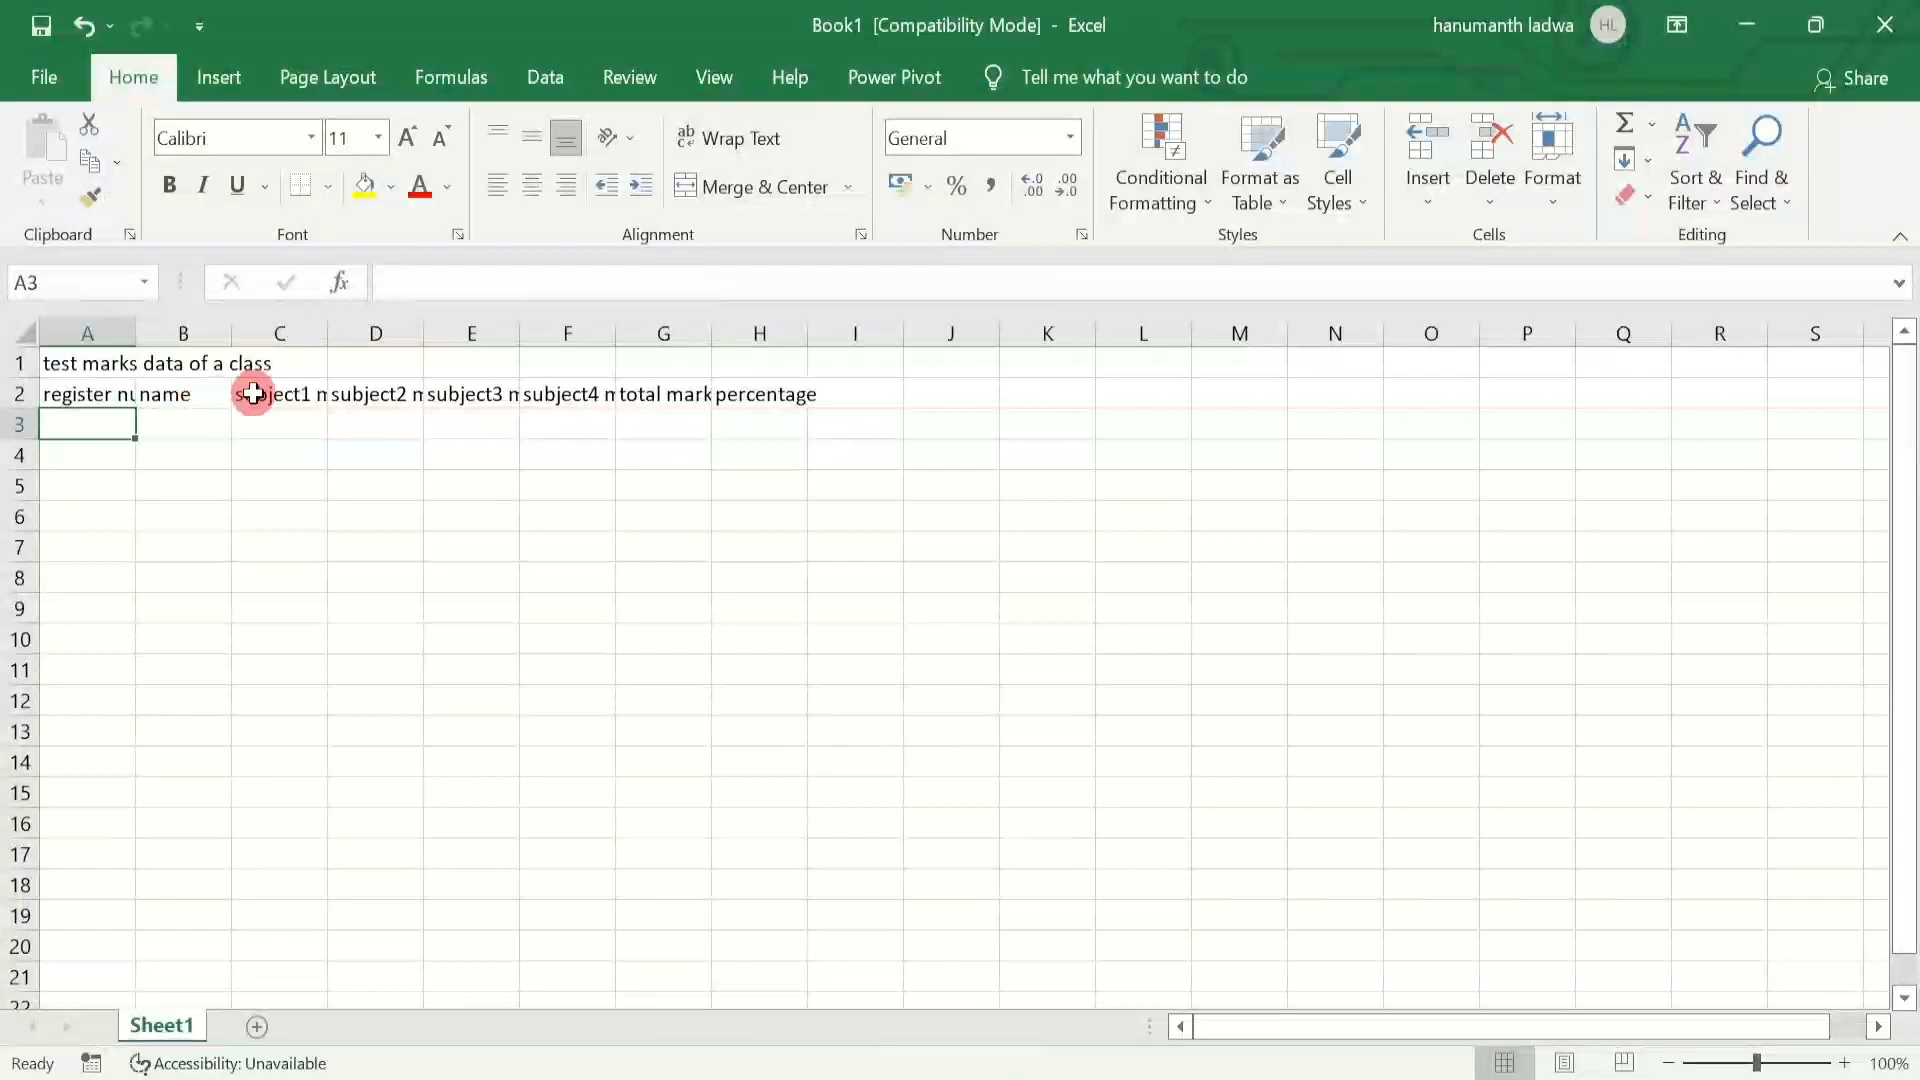 Book1 [Compatibility Mode] - Excel
hanumanth ladwa HL
File Home Insert Page Layout Formulas Data Review View Help Power Pivot Tell me what you want to do Share
Paste
Clipboard
Calibri 11
A A
B I U A
Font
ab Wrap Text
Merge & Center
Alignment
General
% , .00 .00
Number
Conditional Formatting
Format as Table
Cell Styles
Styles
Insert Delete Format
Cells
Σ
Sort & Filter
Find & Select
Editing
A3 fx
A B C D E F G H I J K L M N O P Q R S
1 test marks data of a class
2 register nu name subject1 m subject2 m subject3 m subject4 m total mark percentage
3
4
5
6
7
8
9
10
11
12
13
14
15
16
17
18
19
20
21
22
Sheet1
Ready Accessibility: Unavailable 100%